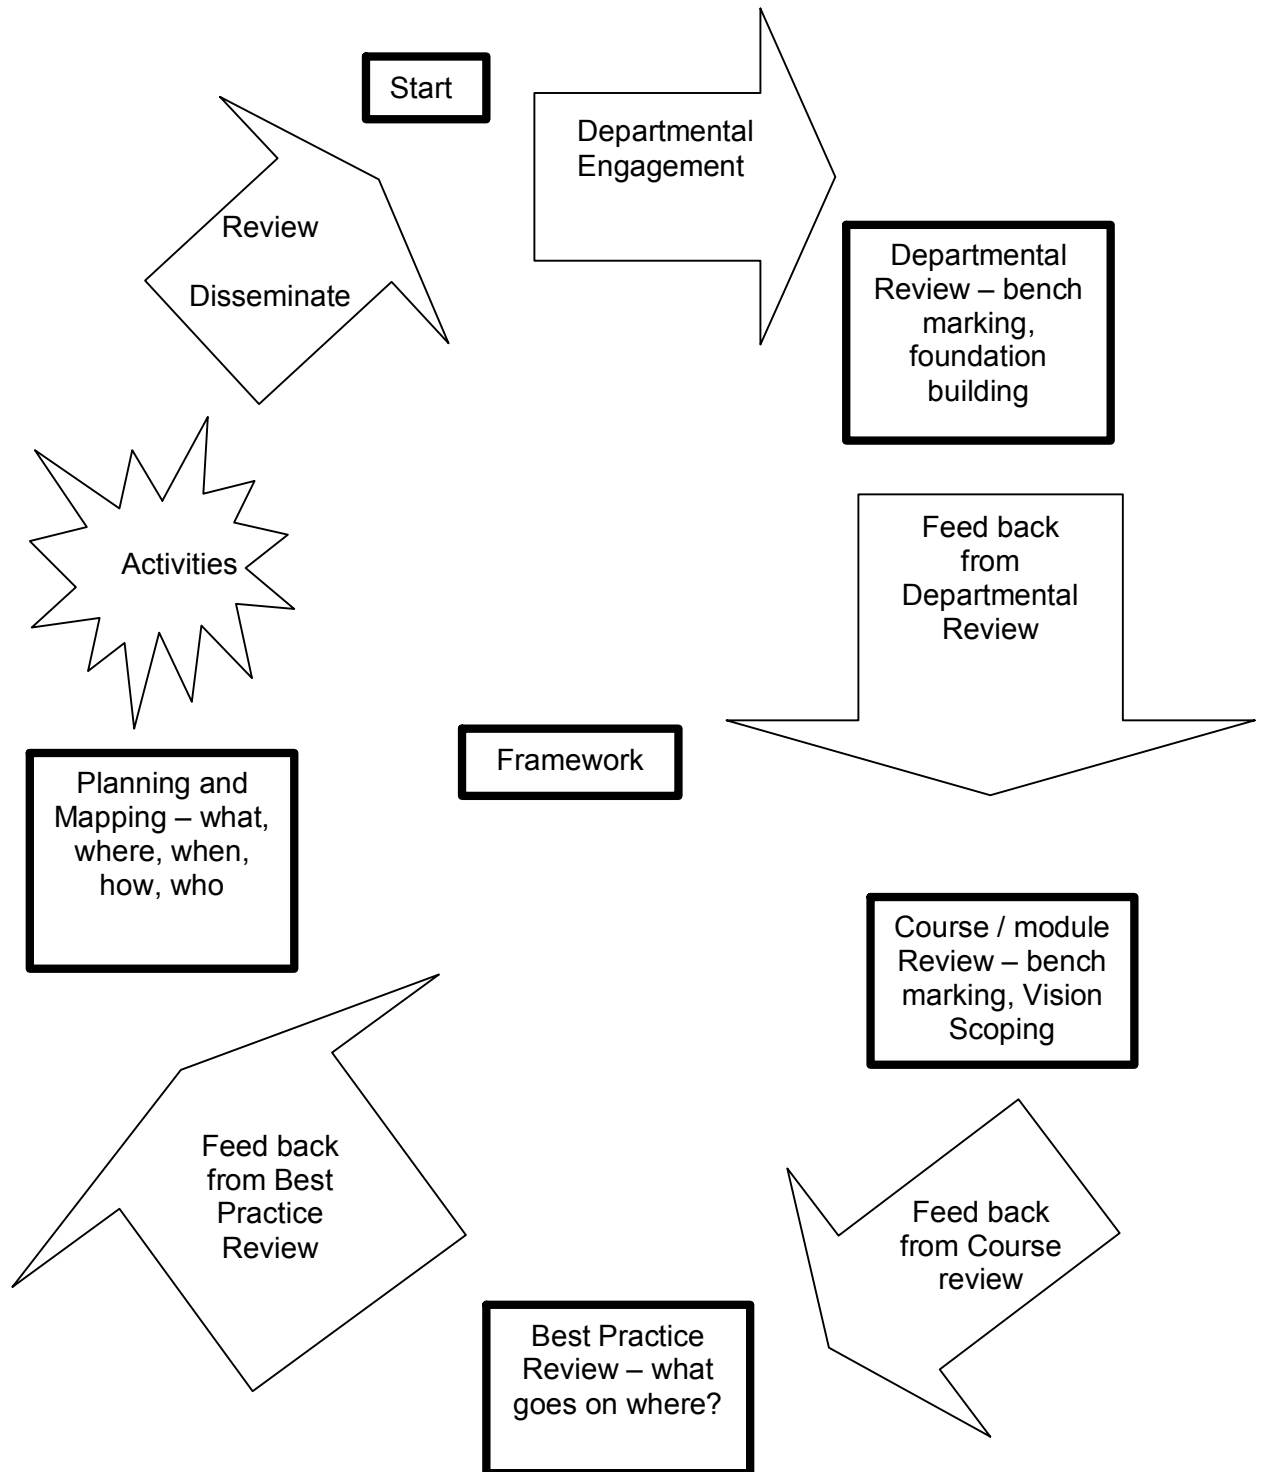 Start
Departmental
Engagement
Departmental
Review – bench
marking,
foundation
building
Feed back
from
Departmental
Review
Course / module
Review – bench
marking, Vision
Scoping
Feed back
from Course
review
Best Practice
Review – what
goes on where?
Feed back
from Best
Practice
Review
Planning and
Mapping – what,
where, when,
how, who
Activities
Review
Disseminate
Framework